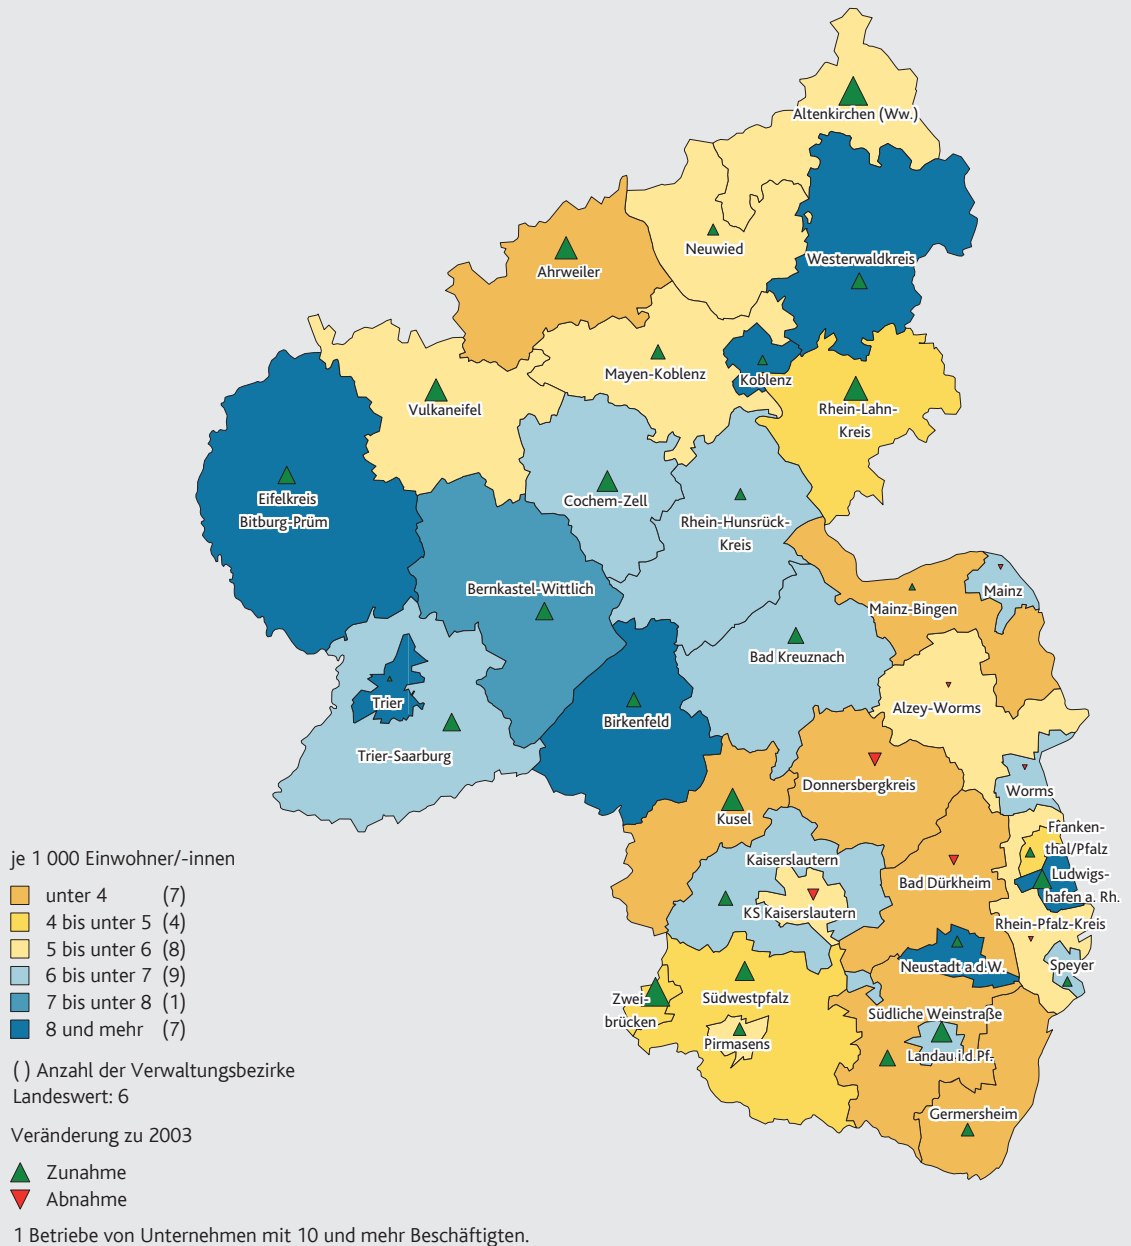 Altenkirchen (Ww.)
Neuwied
Westerwaldkreis
Ahrweiler
Mayen-Koblenz
Koblenz
Vulkaneifel
Rhein-Lahn-
Kreis
Eifelkreis
Bitburg-Prüm
Cochem-Zell
Rhein-Hunsrück-
Kreis
Bernkastel-Wittlich
Mainz-Bingen
Mainz
Bad Kreuznach
Trier
Birkenfeld
Alzey-Worms
Trier-Saarburg
Donnersbergkreis
Worms
Kusel
Franken-
thal/Pfalz
Kaiserslautern
Bad Dürkheim
Ludwigs-
hafen a. Rh.
KS Kaiserslautern
Rhein-Pfalz-Kreis
Neustadt a.d.W.
Speyer
Zwei-
brücken
Südwestpfalz
Südliche Weinstraße
Pirmasens
Landau i.d.Pf.
Germersheim
je 1 000 Einwohner/-innen
unter 4 (7)
4 bis unter 5 (4)
5 bis unter 6 (8)
6 bis unter 7 (9)
7 bis unter 8 (1)
8 und mehr (7)
( ) Anzahl der Verwaltungsbezirke
Landeswert: 6
Veränderung zu 2003
Zunahme
Abnahme
1 Betriebe von Unternehmen mit 10 und mehr Beschäftigten.